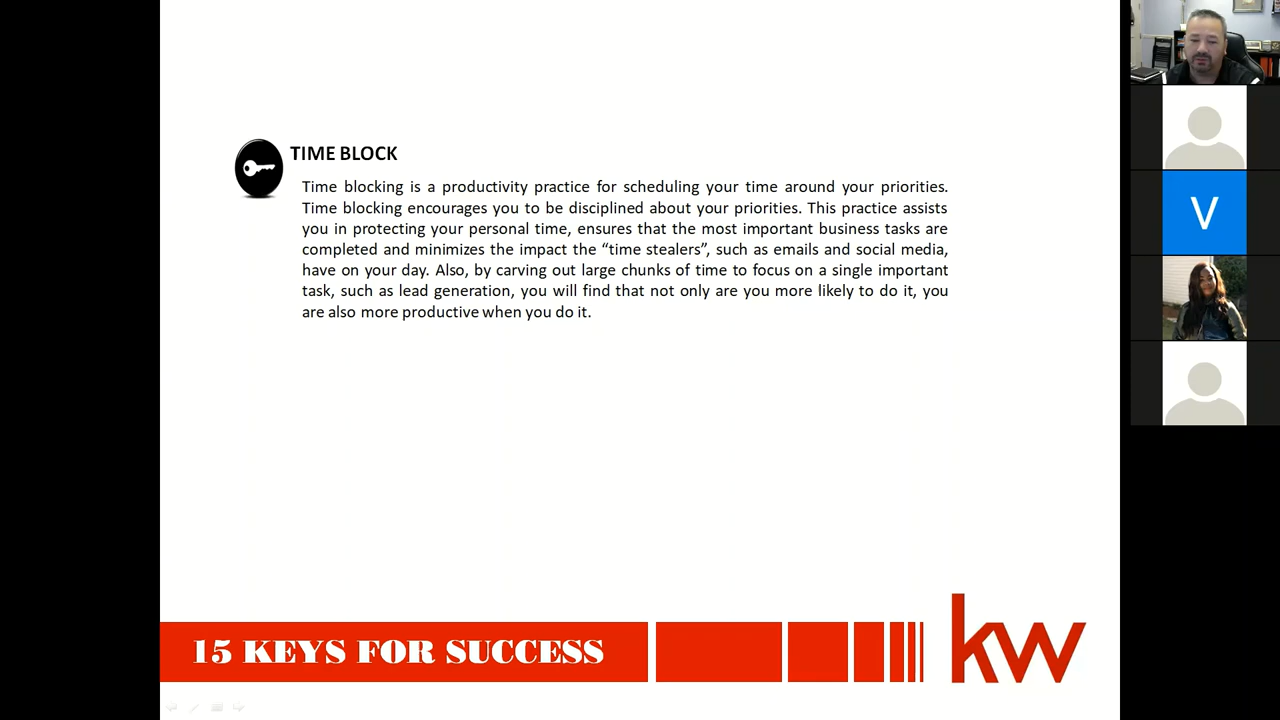 TIME BLOCK
Time blocking is a productivity practice for scheduling your time around your priorities.
Time blocking encourages you to be disciplined about your priorities. This practice assists
you in protecting your personal time, ensures that the most important business tasks are
completed and minimizes the impact the “time stealers”, such as emails and social media,
have on your day. Also, by carving out large chunks of time to focus on a single important
task, such as lead generation, you will find that not only are you more likely to do it, you
are also more productive when you do it.
15 KEYS FOR SUCCESS
kw
V